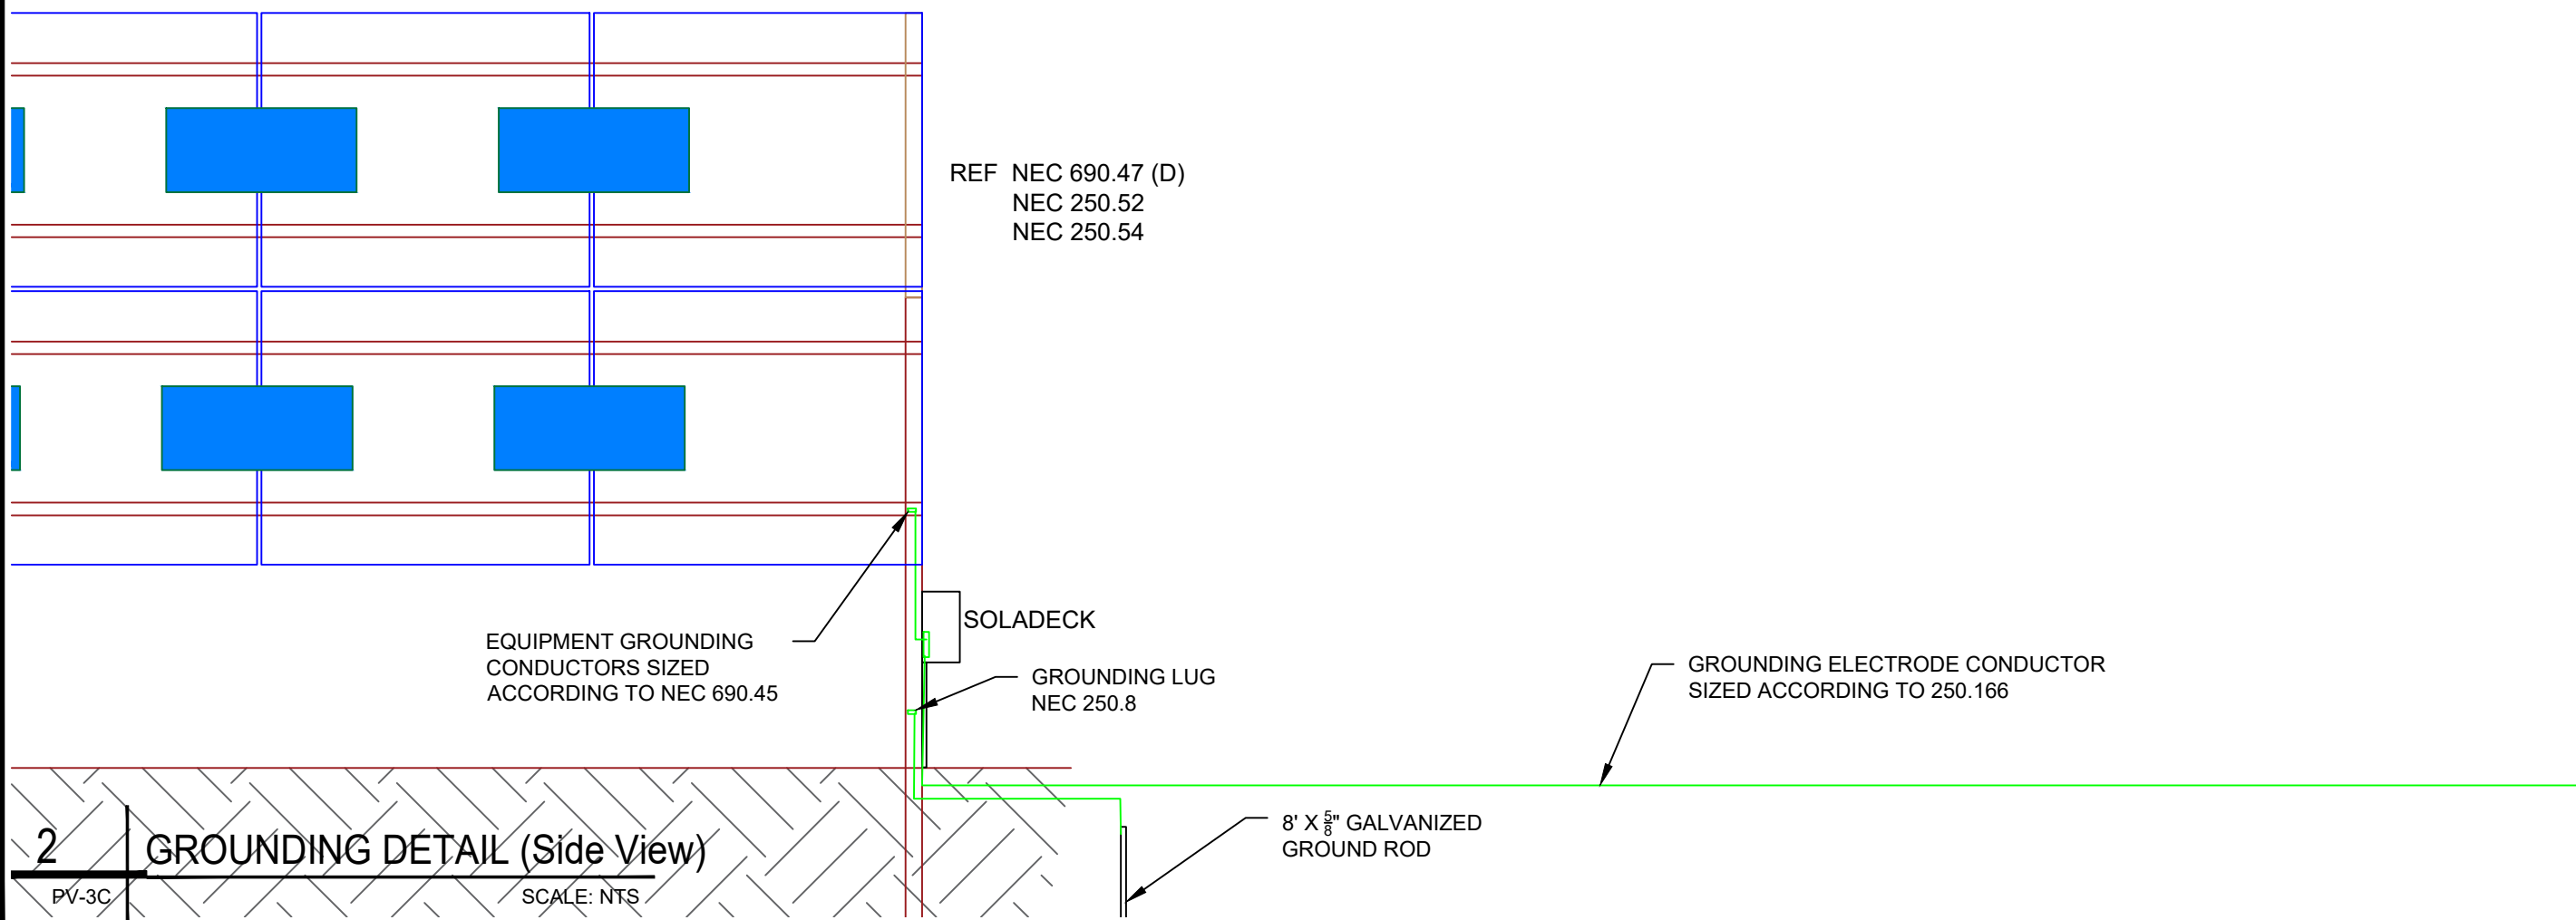 REF NEC 690.47 (D)
NEC 250.52
NEC 250.54
SOLADECK
EQUIPMENT GROUNDING
CONDUCTORS SIZED
ACCORDING TO NEC 690.45
GROUNDING LUG
NEC 250.8
GROUNDING ELECTRODE CONDUCTOR
SIZED ACCORDING TO 250.166
8' X 5/8" GALVANIZED
GROUND ROD
2
GROUNDING DETAIL (Side View)
PV-3C
SCALE: NTS